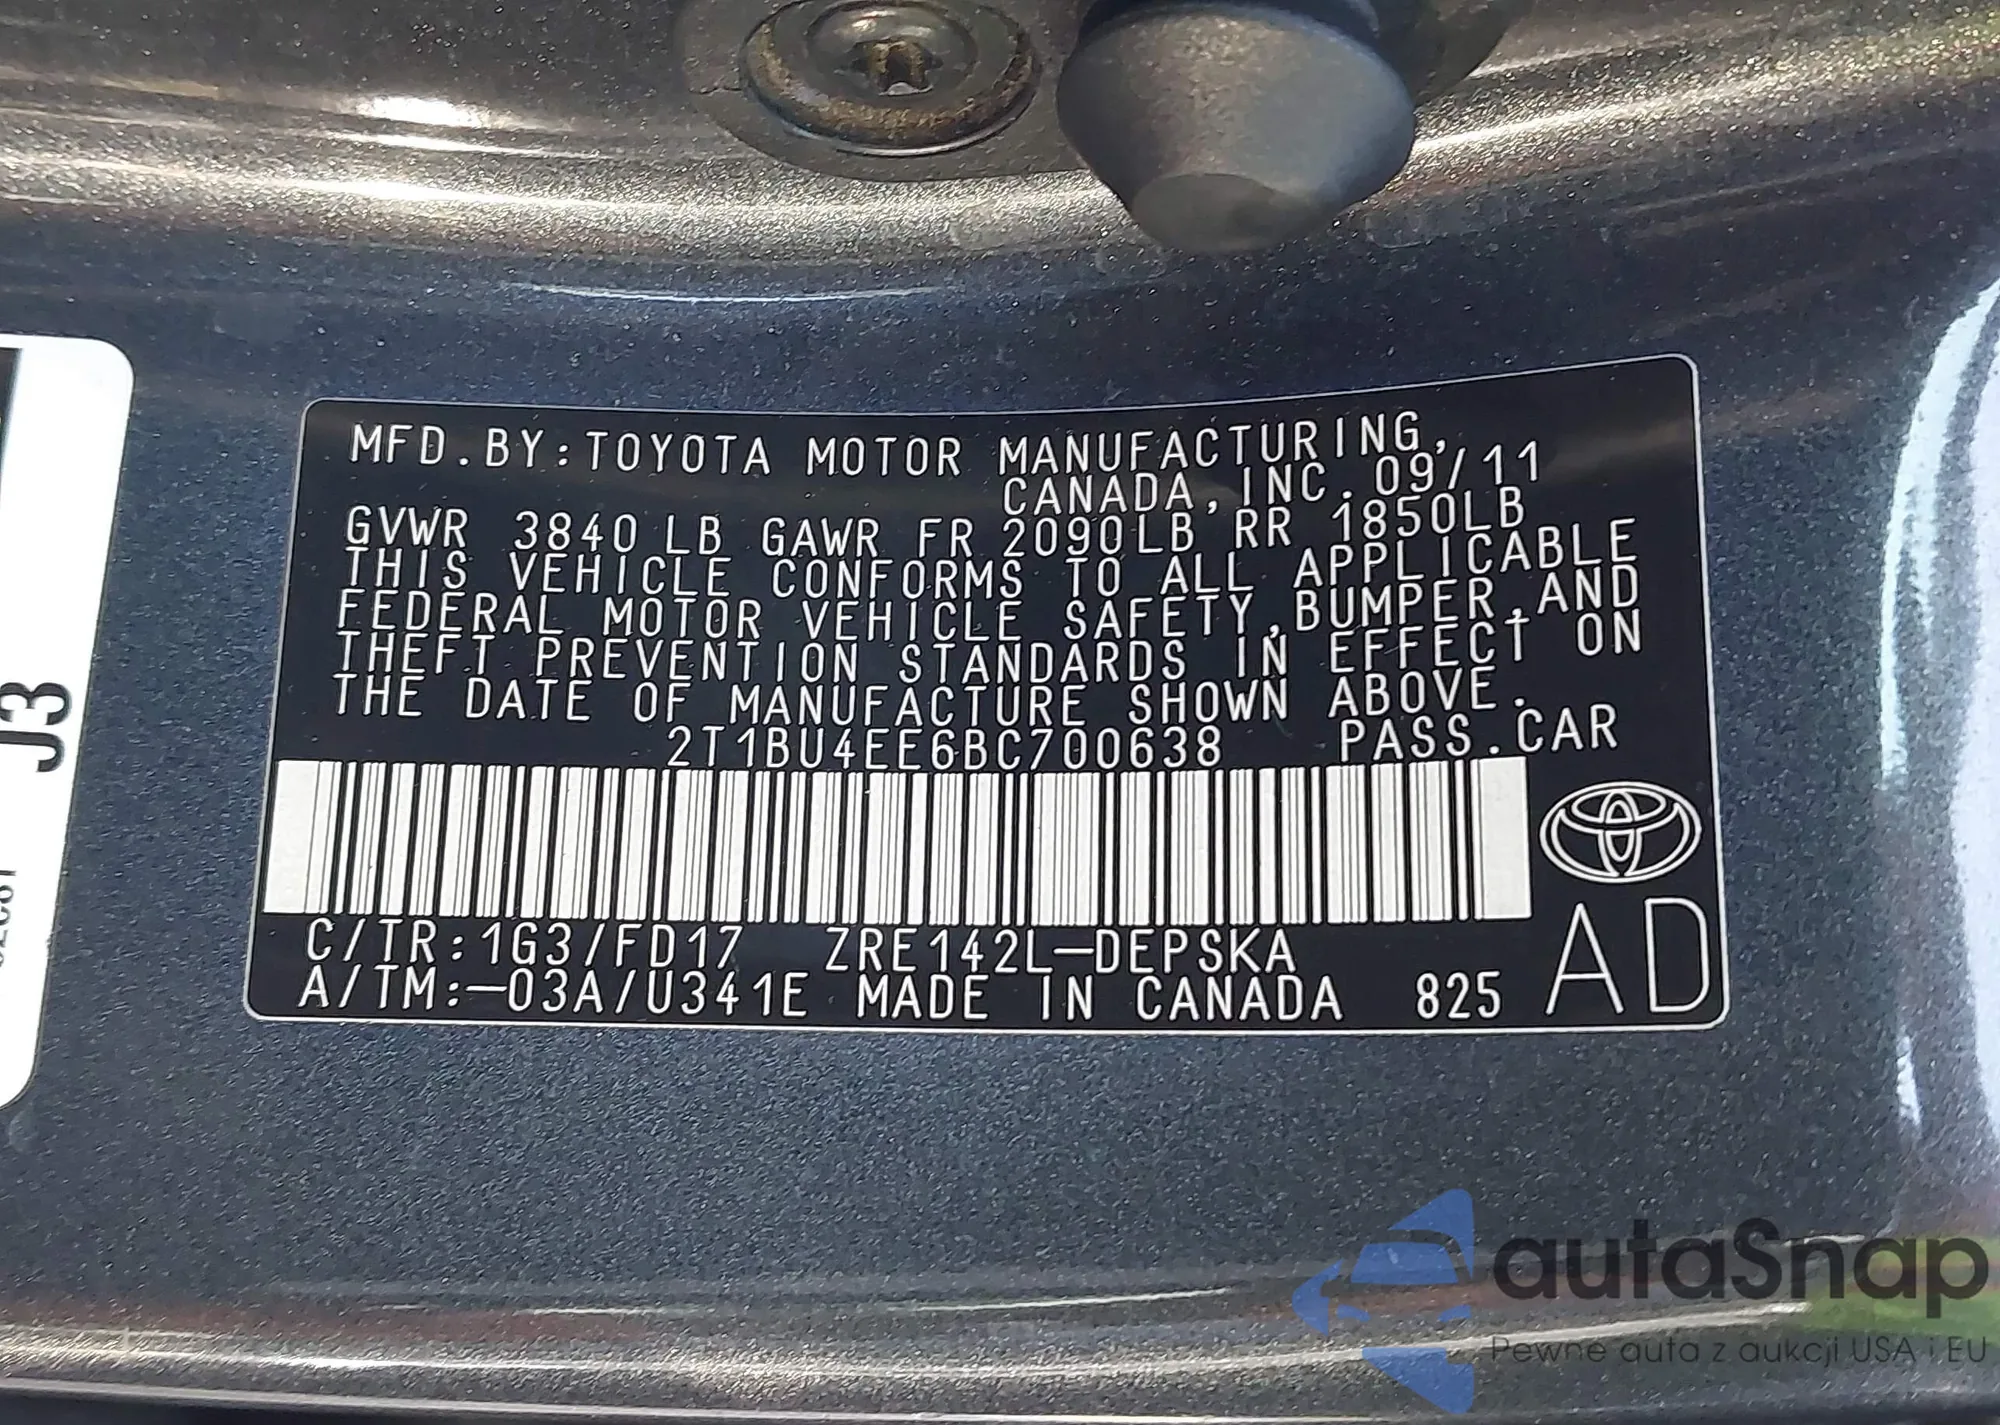 MFD.BY:TOYOTA MOTOR MANUFACTURING,
CANADA,INC. 09/11
GVWR 3840 LB GAWR FR 2090LB RR 1850LB
THIS VEHICLE CONFORMS TO ALL APPLICABLE
FEDERAL MOTOR VEHICLE SAFETY,BUMPER,AND
THEFT PREVENTION STANDARDS IN EFFECT ON
THE DATE OF MANUFACTURE SHOWN ABOVE.
2T1BU4EE6BC700638 PASS.CAR
C/TR:1G3/FD17 ZRE142L-DEPSKA
A/TM:-03A/U341E MADE IN CANADA 825
AD
J3
autaSnap
Pewne auta z aukcji USA i EU